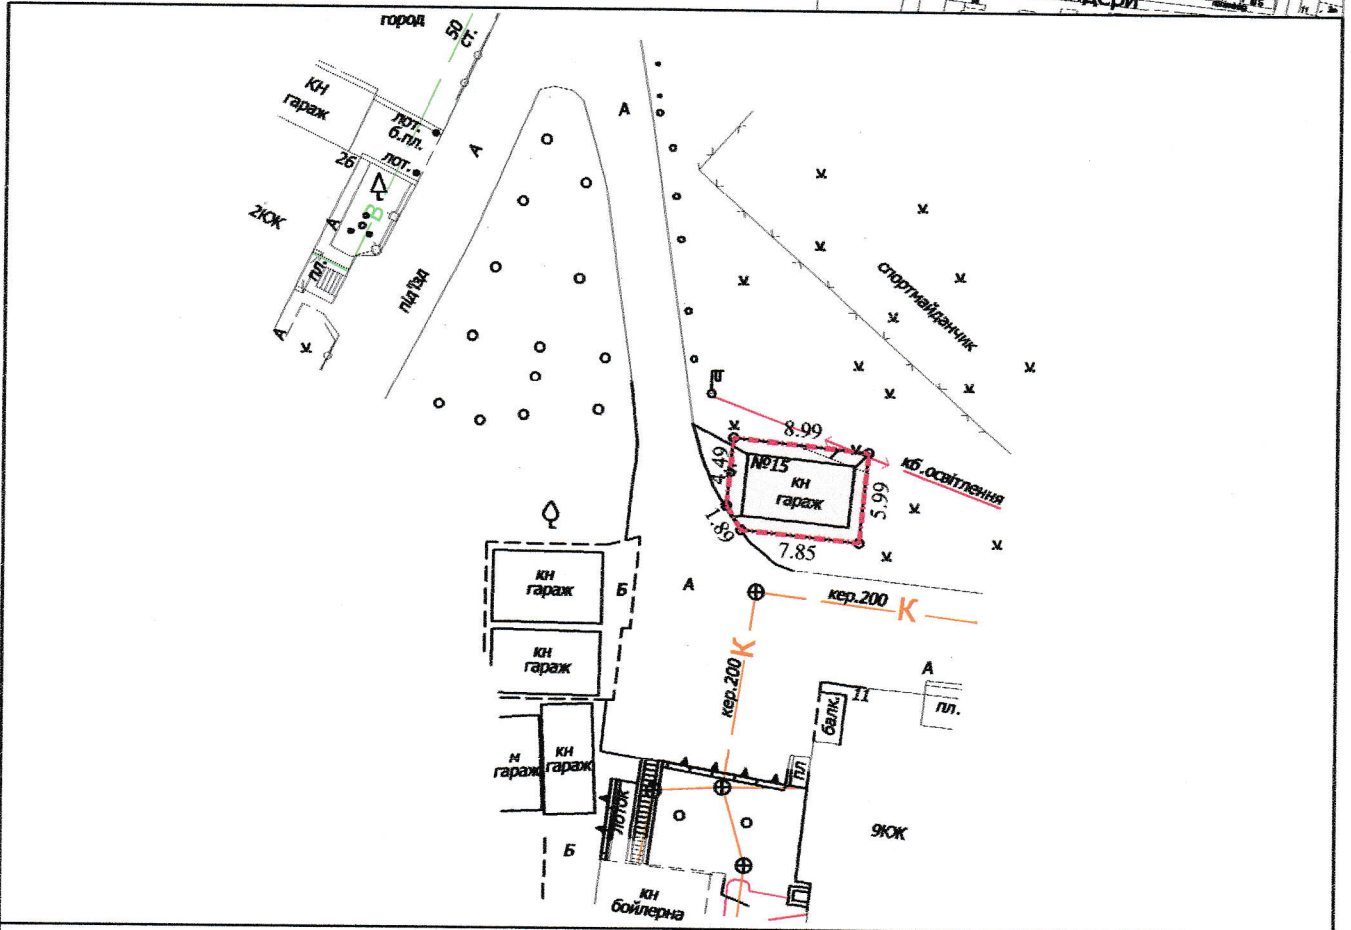 город
50
ст.
КН
гараж
лот.
б.пл.
лот.
26
А
А
2КЖ
А
В
пл.
під'їзд
А
спортмайданчик
8.99
4.49
№15
кн
гараж
5.99
1.89
7.85
кб.освітлення
кн
гараж
Б
А
кер.200
К
кн
гараж
К
кер.200
А
11
балк.
пл.
м
гараж
кн
гараж
пл
лоток
9КЖ
Б
кн
бойлерна